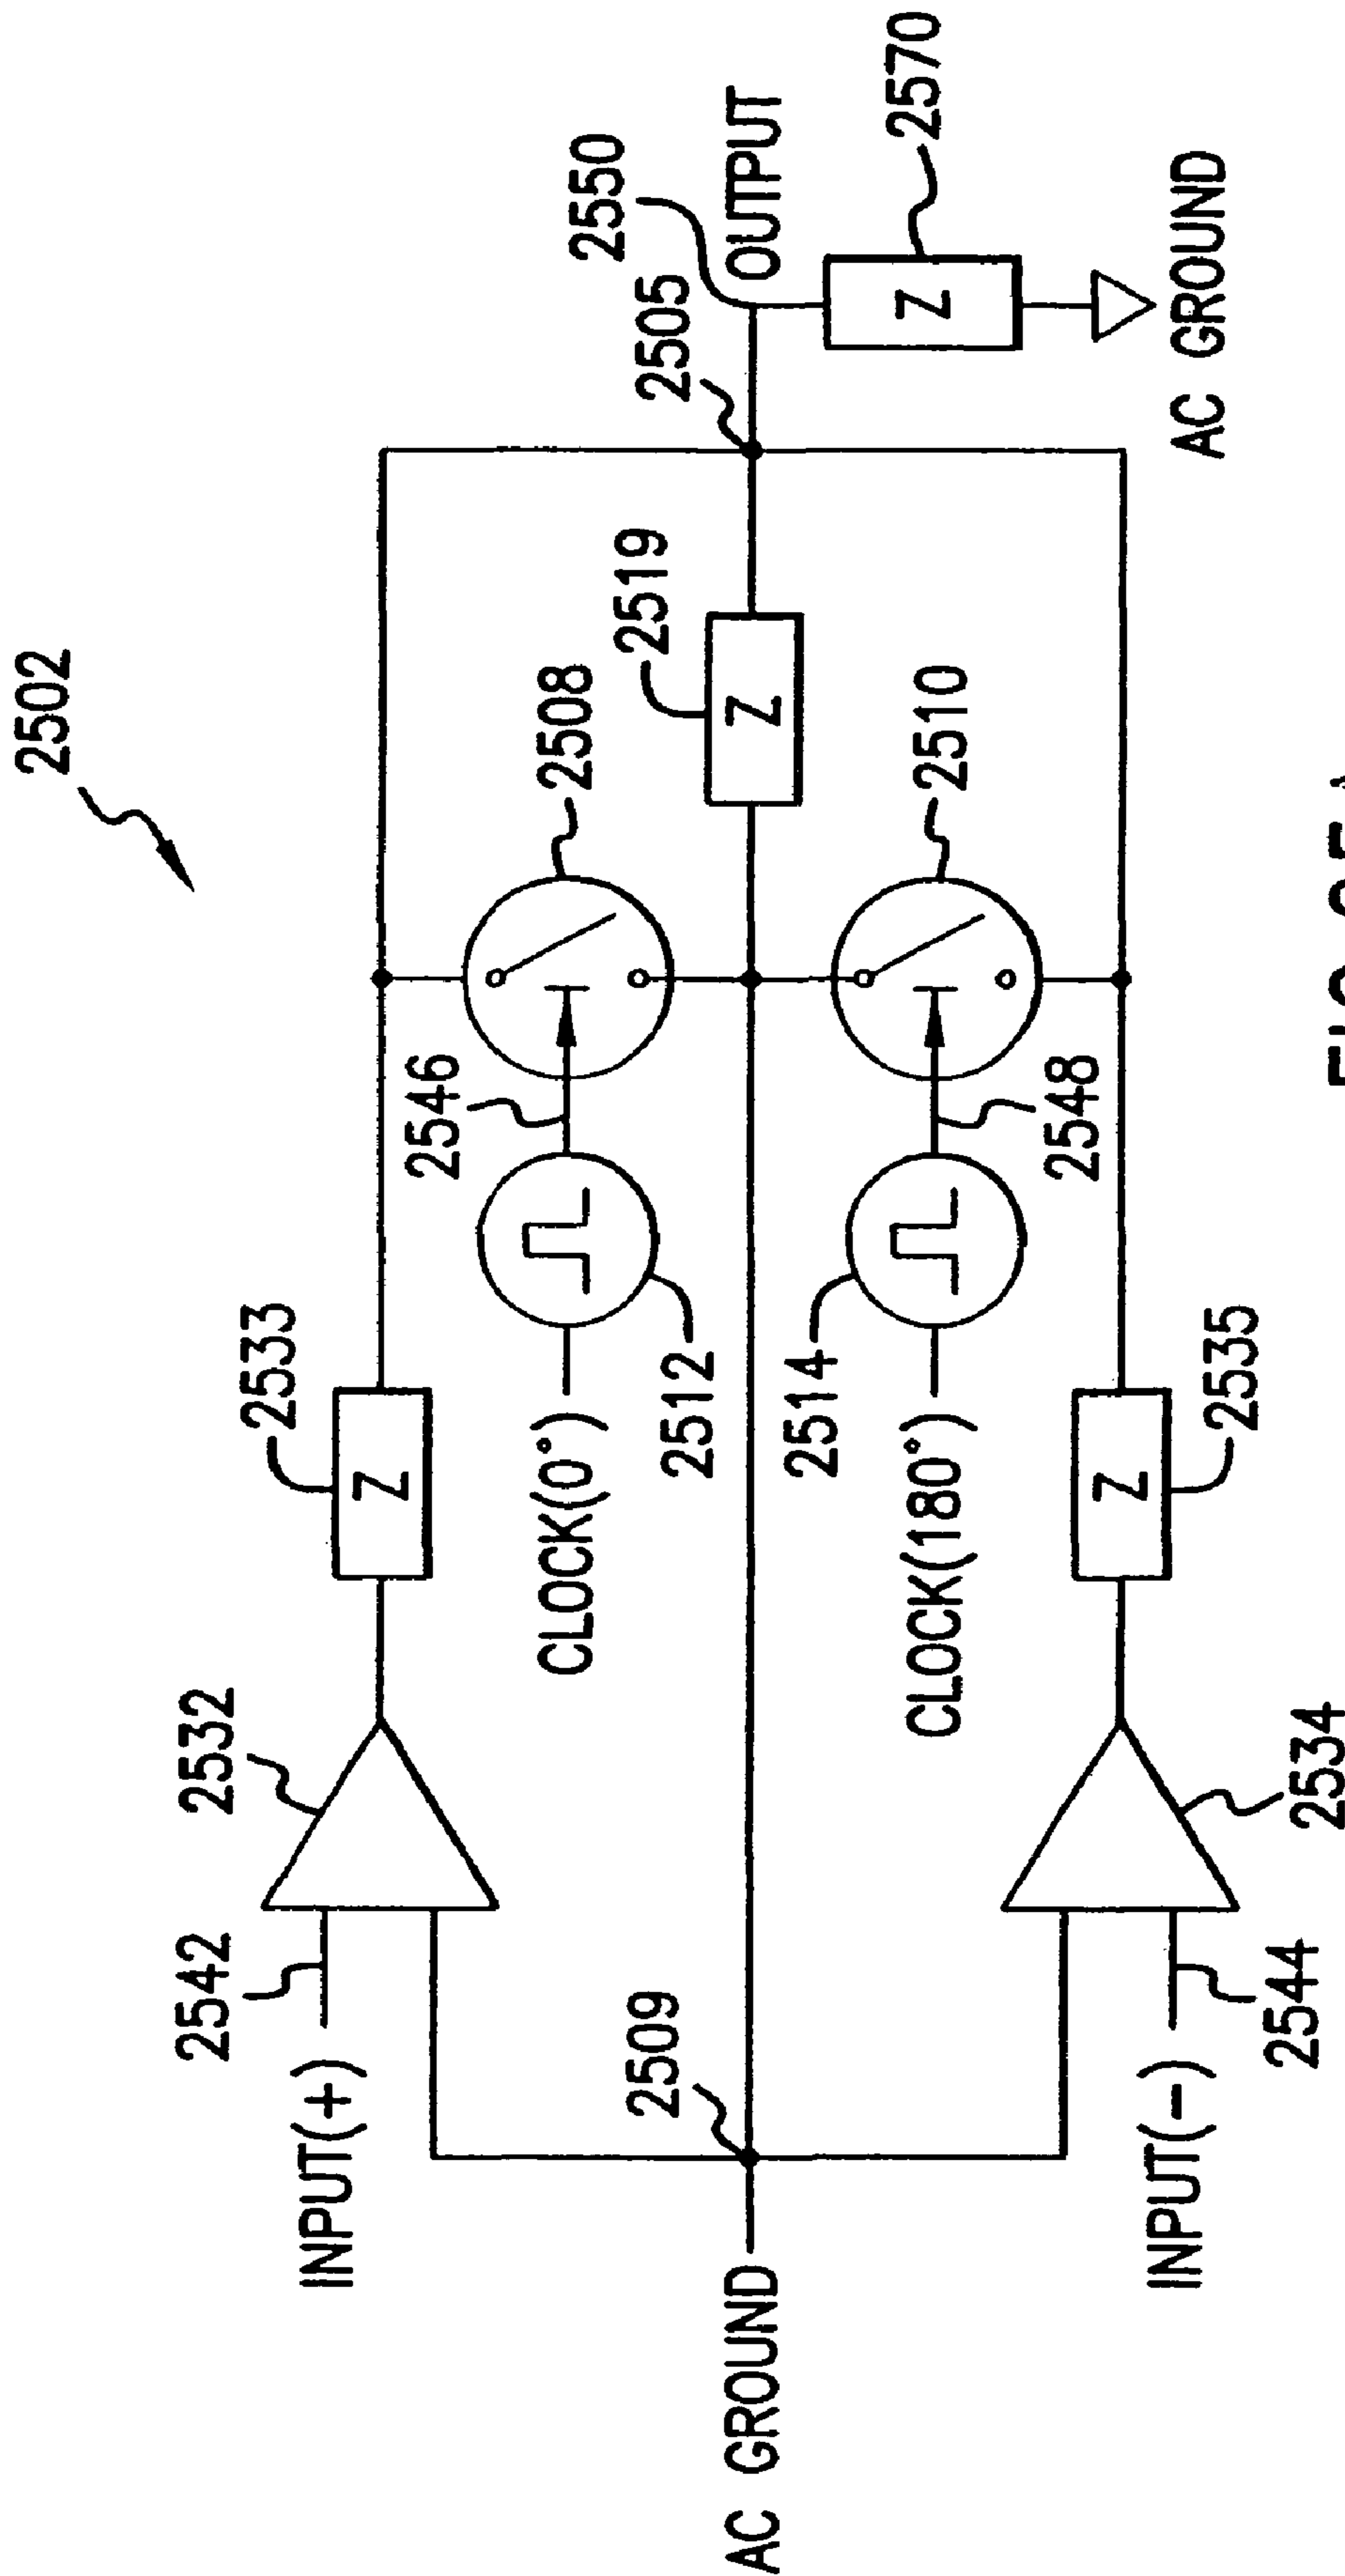 2502
2542
2532
2533
INPUT(+)
2546
2508
CLOCK(0°)
2512
2519
2505
2550
OUTPUT
2509
AC GROUND
Z
Z
Z
2570
AC GROUND
2514
CLOCK(180°)
2548
2510
INPUT(-)
2544
2534
Z
2535